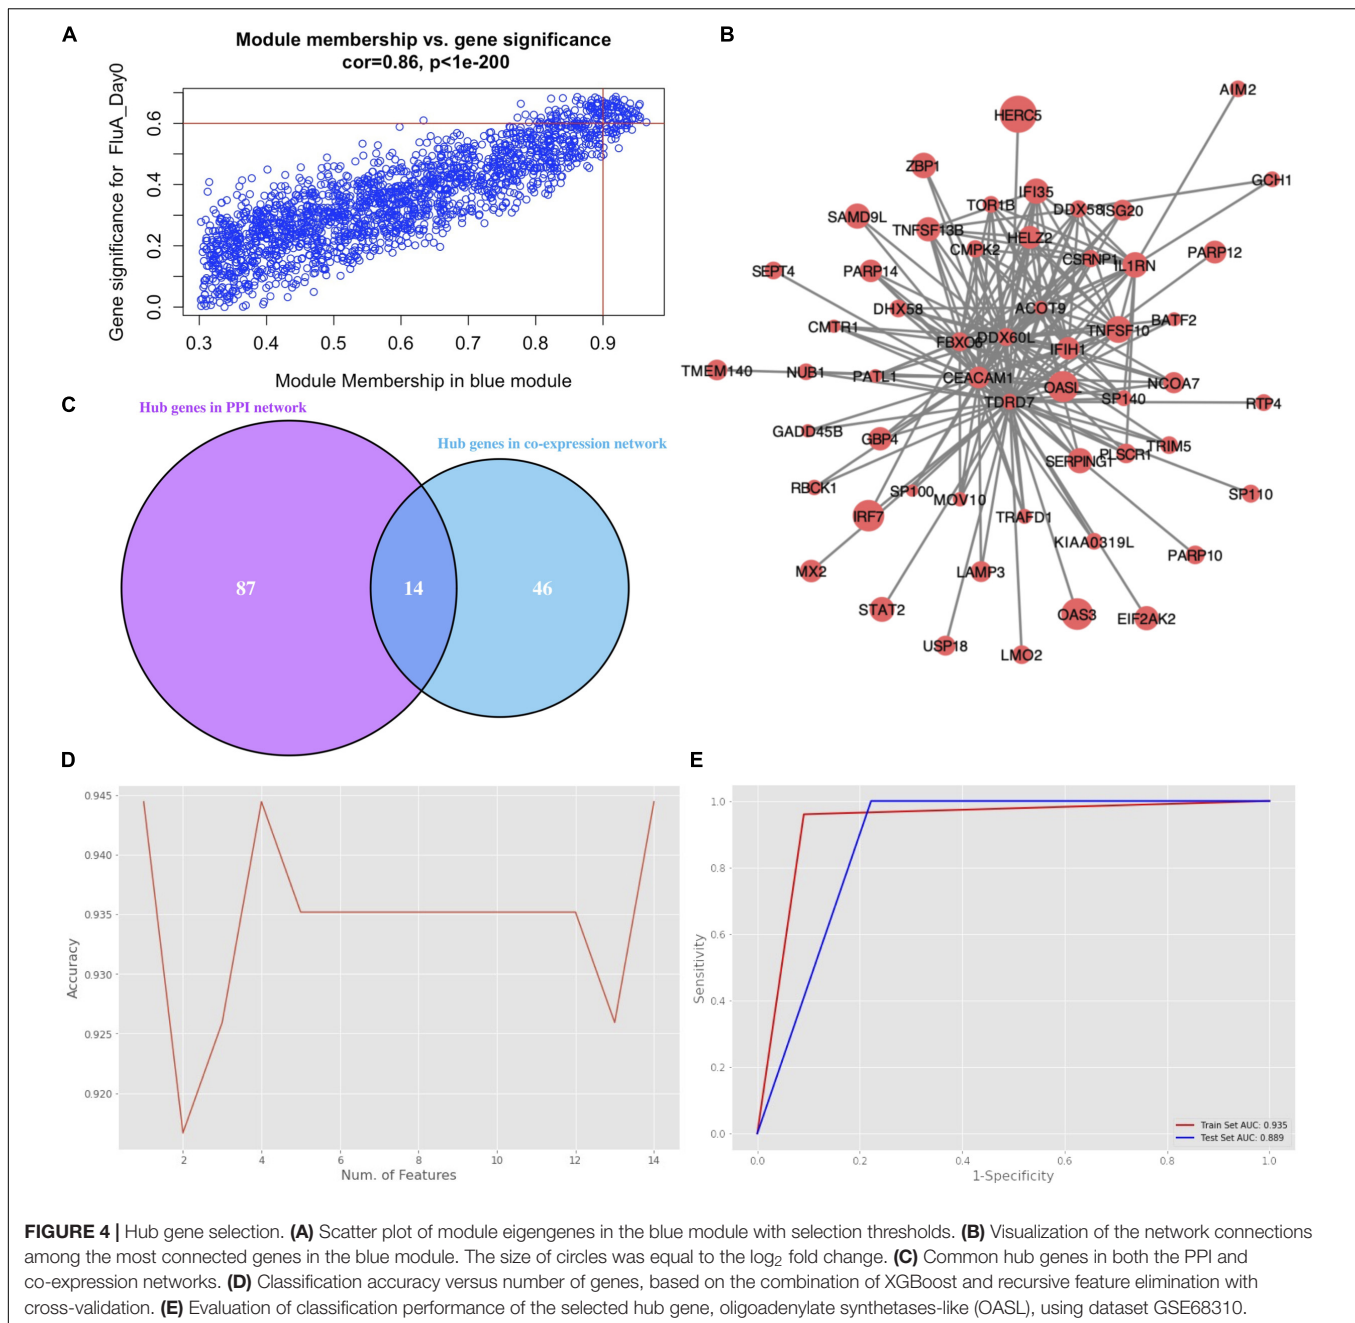 A
Module membership vs. gene significance
cor=0.86, p<1e-200
Gene significance for FluA_Day0
0.6
0.4
0.2
0.0
0.3 0.4 0.5 0.6 0.7 0.8 0.9
Module Membership in blue module
B
AIM2
HERC5
ZBP1
GCH1
IFI35
TOR1B
DDX58
ISG20
SAMD9L
TNFSF13B
HELZ2
CMPK2
CSRNP1
IL1RN
PARP12
SEPT4
PARP14
DHX58
ACOT9
BATF2
CMTR1
TNFSF10
FBXO6
DDX60L
IFIH1
TMEM140
NUB1
PATL1
CEACAM1
OASL
NCOA7
SP140
TDRD7
RTP4
GADD45B
GBP4
TRIM5
PLSCR1
SERPING1
RBCK1
SP100
MOV10
SP110
IRF7
TRAFD1
KIAA0319L
PARP10
MX2
LAMP3
STAT2
OAS3
EIF2AK2
USP18
LMO2
C
Hub genes in PPI network
Hub genes in co-expression network
87
14
46
D
0.945
0.940
0.935
0.930
0.925
0.920
Accuracy
2 4 6 8 10 12 14
Num. of Features
E
1.0
0.8
0.6
0.4
0.2
0.0
Sensitivity
0.0 0.2 0.4 0.6 0.8 1.0
1-Specificity
Train Set AUC: 0.935
Test Set AUC: 0.889
FIGURE 4 | Hub gene selection. (A) Scatter plot of module eigengenes in the blue module with selection thresholds. (B) Visualization of the network connections
among the most connected genes in the blue module. The size of circles was equal to the log2 fold change. (C) Common hub genes in both the PPI and
co-expression networks. (D) Classification accuracy versus number of genes, based on the combination of XGBoost and recursive feature elimination with
cross-validation. (E) Evaluation of classification performance of the selected hub gene, oligoadenylate synthetases-like (OASL), using dataset GSE68310.